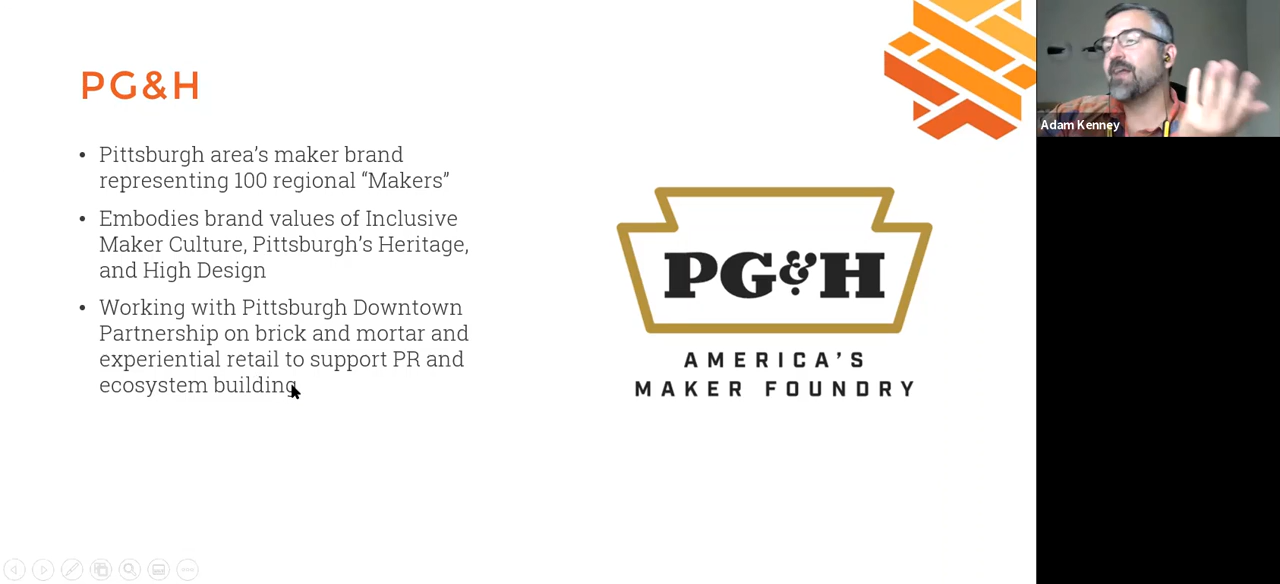 PG&H
• Pittsburgh area’s maker brand
representing 100 regional “Makers”
• Embodies brand values of Inclusive
Maker Culture, Pittsburgh’s Heritage,
and High Design
• Working with Pittsburgh Downtown
Partnership on brick and mortar and
experiential retail to support PR and
ecosystem building
PG&H
AMERICA’S
MAKER FOUNDRY
Adam Kenney